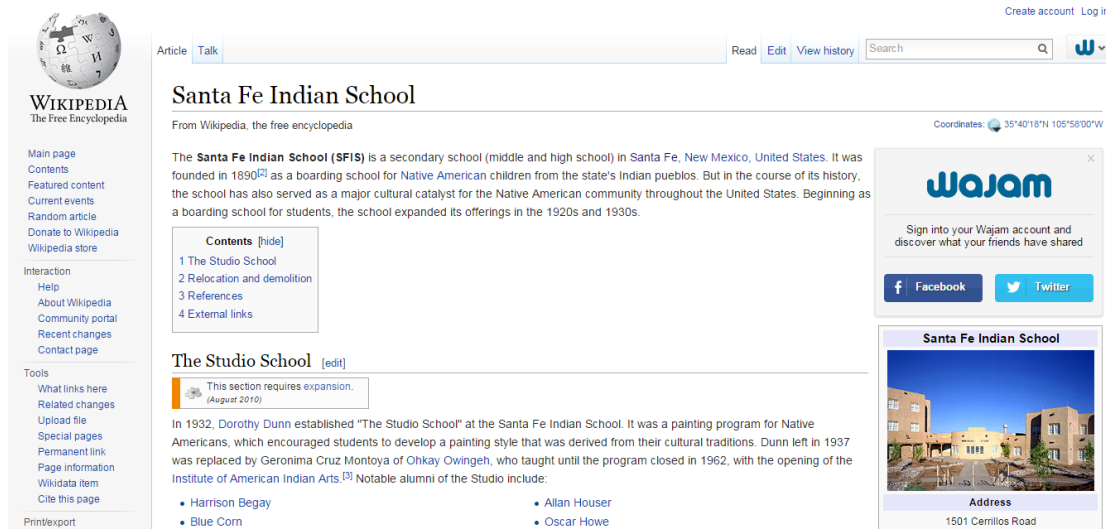 Create account Log in
Article Talk
Read Edit View history Search
WIKIPEDIA
The Free Encyclopedia
Main page
Contents
Featured content
Current events
Random article
Donate to Wikipedia
Wikipedia store
Interaction
Help
About Wikipedia
Community portal
Recent changes
Contact page
Tools
What links here
Related changes
Upload file
Special pages
Permanent link
Page information
Wikidata item
Cite this page
Print/export
Santa Fe Indian School
From Wikipedia, the free encyclopedia
Coordinates: 35°40'18"N 105°58'00"W
The Santa Fe Indian School (SFIS) is a secondary school (middle and high school) in Santa Fe, New Mexico, United States. It was
founded in 1890[2] as a boarding school for Native American children from the state's Indian pueblos. But in the course of its history,
the school has also served as a major cultural catalyst for the Native American community throughout the United States. Beginning as
a boarding school for students, the school expanded its offerings in the 1920s and 1930s.
Contents [hide]
1 The Studio School
2 Relocation and demolition
3 References
4 External links
The Studio School [edit]
This section requires expansion.
(August 2010)
In 1932, Dorothy Dunn established "The Studio School" at the Santa Fe Indian School. It was a painting program for Native
Americans, which encouraged students to develop a painting style that was derived from their cultural traditions. Dunn left in 1937
was replaced by Geronima Cruz Montoya of Ohkay Owingeh, who taught until the program closed in 1962, with the opening of the
Institute of American Indian Arts.[3] Notable alumni of the Studio include:
• Harrison Begay
• Blue Corn
• Allan Houser
• Oscar Howe
wajam
Sign into your Wajam account and
discover what your friends have shared
Facebook Twitter
Santa Fe Indian School
Address
1501 Cerrillos Road